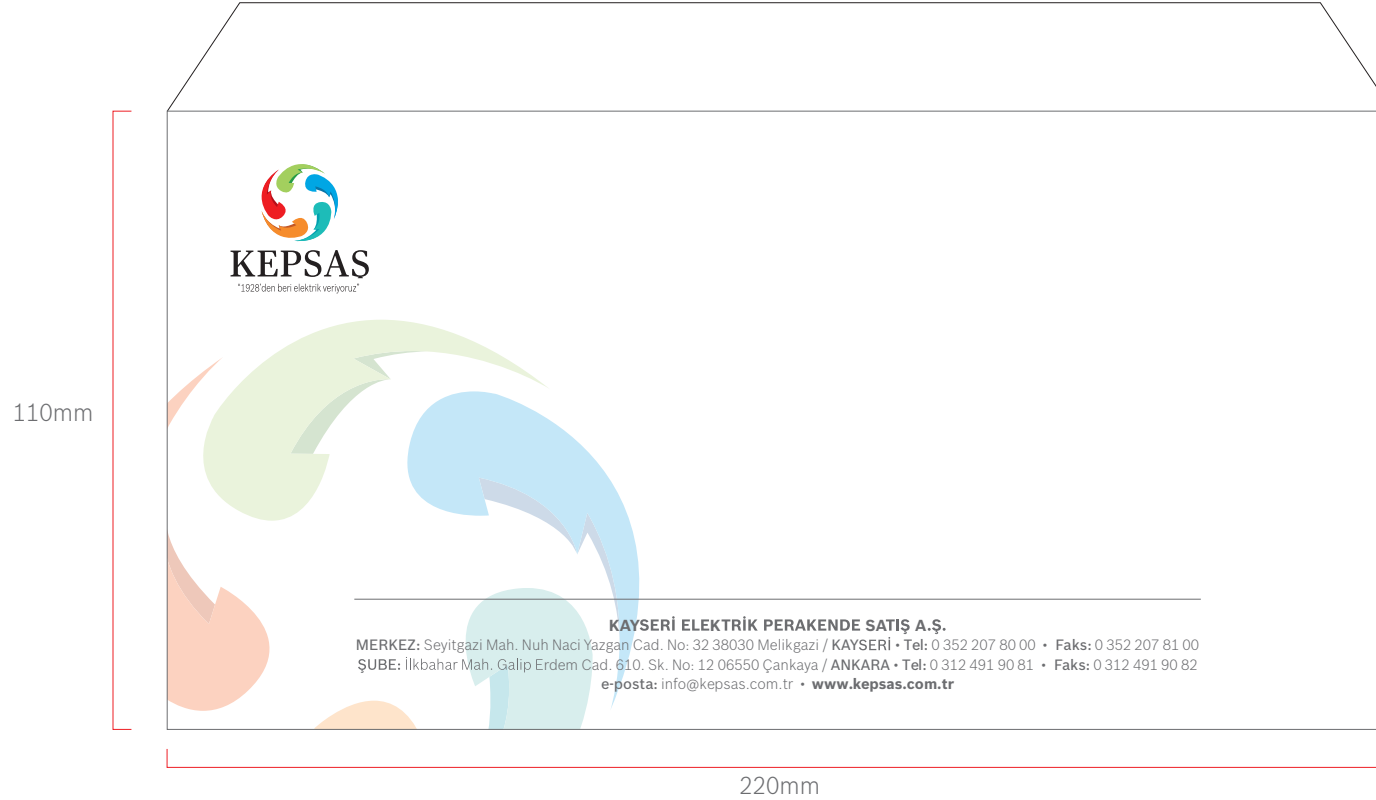 KEPSAŞ
"1928'den beri elektrik veriyoruz"
110mm
KAYSERİ ELEKTRİK PERAKENDE SATIŞ A.Ş.
MERKEZ: Seyitgazi Mah. Nuh Naci Yazgan Cad. No: 32 38030 Melikgazi / KAYSERİ • Tel: 0 352 207 80 00 • Faks: 0 352 207 81 00
ŞUBE: İlkbahar Mah. Galip Erdem Cad. 610. Sk. No: 12 06550 Çankaya / ANKARA • Tel: 0 312 491 90 81 • Faks: 0 312 491 90 82
e-posta: info@kepsas.com.tr • www.kepsas.com.tr
220mm